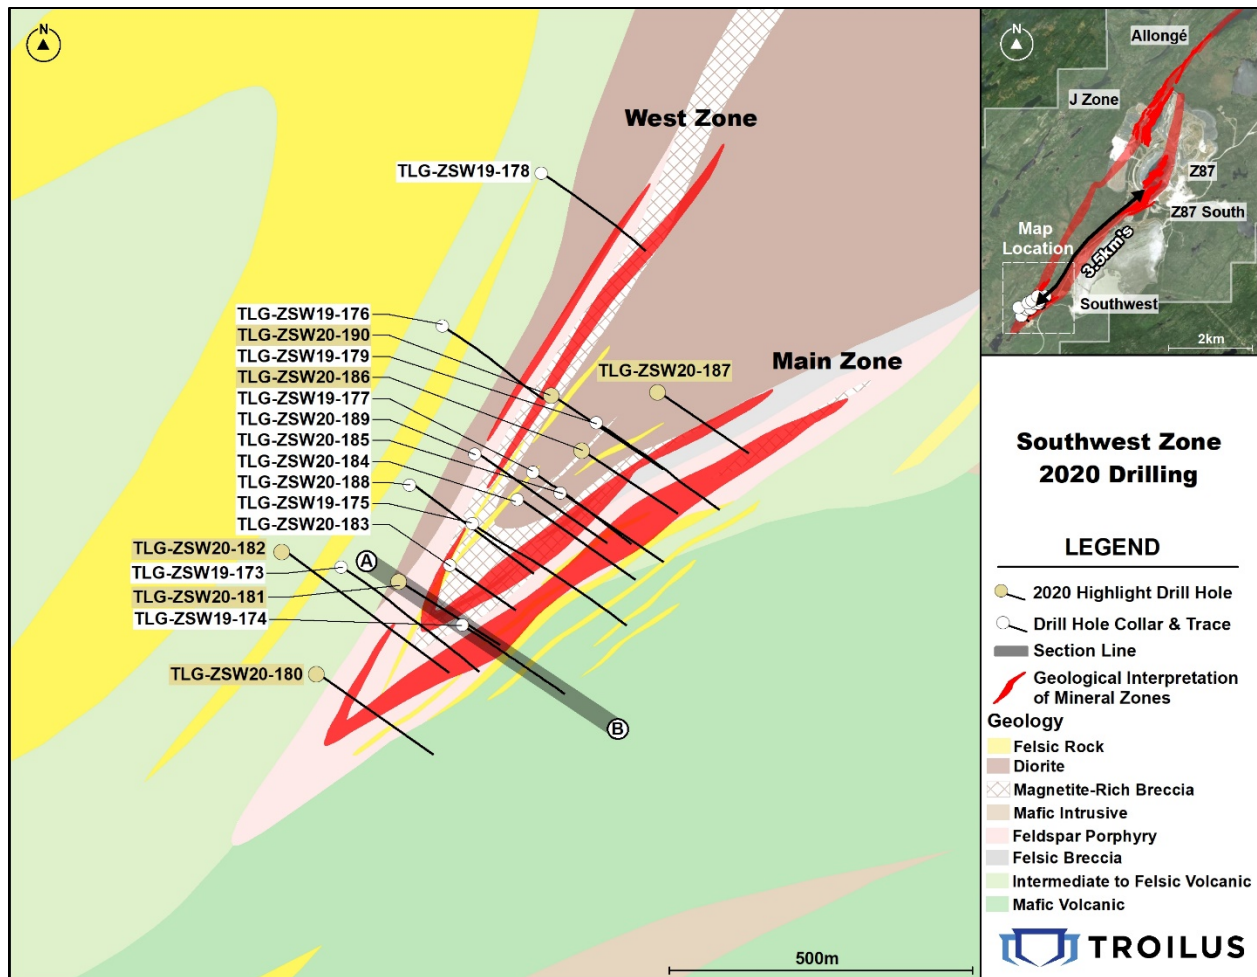 N
West Zone
TLG-ZSW19-178
TLG-ZSW19-176
TLG-ZSW20-190
TLG-ZSW19-179
TLG-ZSW20-186
TLG-ZSW19-177
TLG-ZSW20-189
TLG-ZSW20-185
TLG-ZSW20-184
TLG-ZSW20-188
TLG-ZSW19-175
TLG-ZSW20-183
TLG-ZSW20-187
Main Zone
TLG-ZSW20-182
TLG-ZSW19-173
TLG-ZSW20-181
TLG-ZSW19-174
TLG-ZSW20-180
A
B
500m
N
Allongé
J Zone
Z87
Z87 South
Map
Location
3.5km's
Southwest
2km
Southwest Zone
2020 Drilling
LEGEND
2020 Highlight Drill Hole
Drill Hole Collar & Trace
Section Line
Geological Interpretation
of Mineral Zones
Geology
Felsic Rock
Diorite
Magnetite-Rich Breccia
Mafic Intrusive
Feldspar Porphyry
Felsic Breccia
Intermediate to Felsic Volcanic
Mafic Volcanic
TROILUS